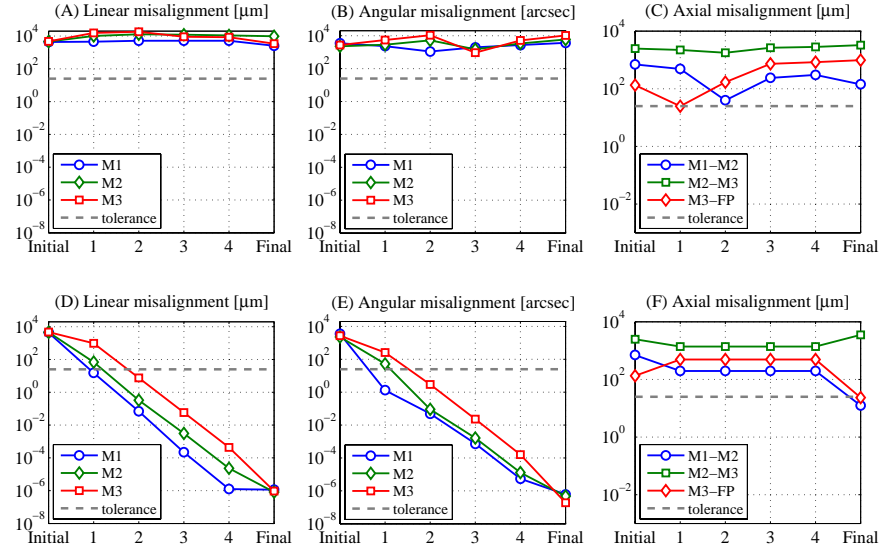 (A) Linear misalignment [μm]
10^4
10^2
10^0
10^−2
10^−4
10^−6
10^−8
M1
M2
M3
tolerance
Initial 1 2 3 4 Final
(B) Angular misalignment [arcsec]
10^4
10^2
10^0
10^−2
10^−4
10^−6
10^−8
M1
M2
M3
tolerance
Initial 1 2 3 4 Final
(C) Axial misalignment [μm]
10^4
10^2
10^0
10^−2
M1−M2
M2−M3
M3−FP
tolerance
Initial 1 2 3 4 Final
(D) Linear misalignment [μm]
10^4
10^2
10^0
10^−2
10^−4
10^−6
10^−8
M1
M2
M3
tolerance
Initial 1 2 3 4 Final
(E) Angular misalignment [arcsec]
10^4
10^2
10^0
10^−2
10^−4
10^−6
10^−8
M1
M2
M3
tolerance
Initial 1 2 3 4 Final
(F) Axial misalignment [μm]
10^4
10^2
10^0
10^−2
M1−M2
M2−M3
M3−FP
tolerance
Initial 1 2 3 4 Final